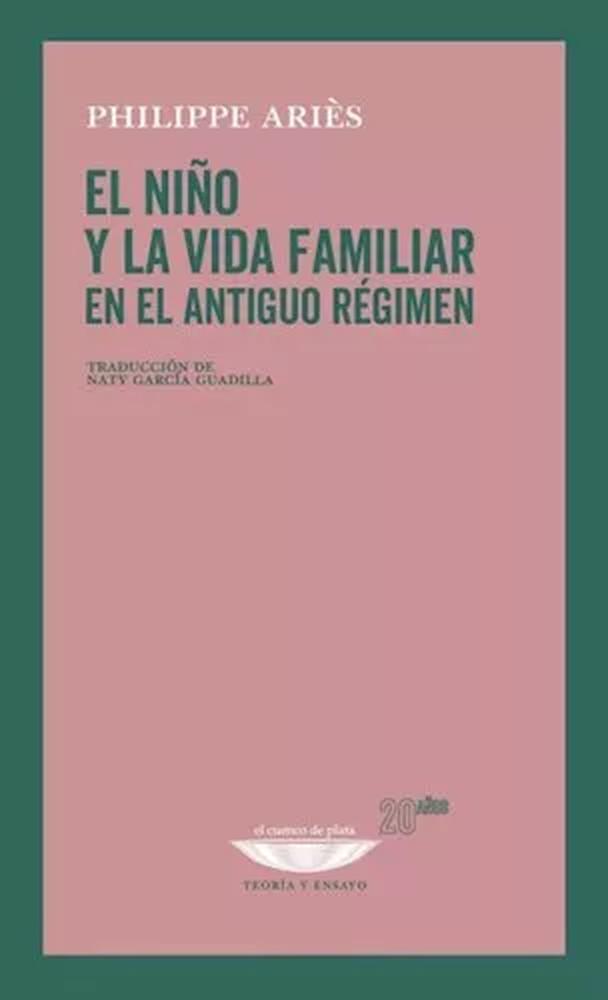 PHILIPPE ARIÈS
EL NIÑO
Y LA VIDA FAMILIAR
EN EL ANTIGUO RÉGIMEN
TRADUCCIÓN DE
NATY GARCÍA GUADILLA
20 AÑOS
el cuenco de plata
TEORÍA Y ENSAYO